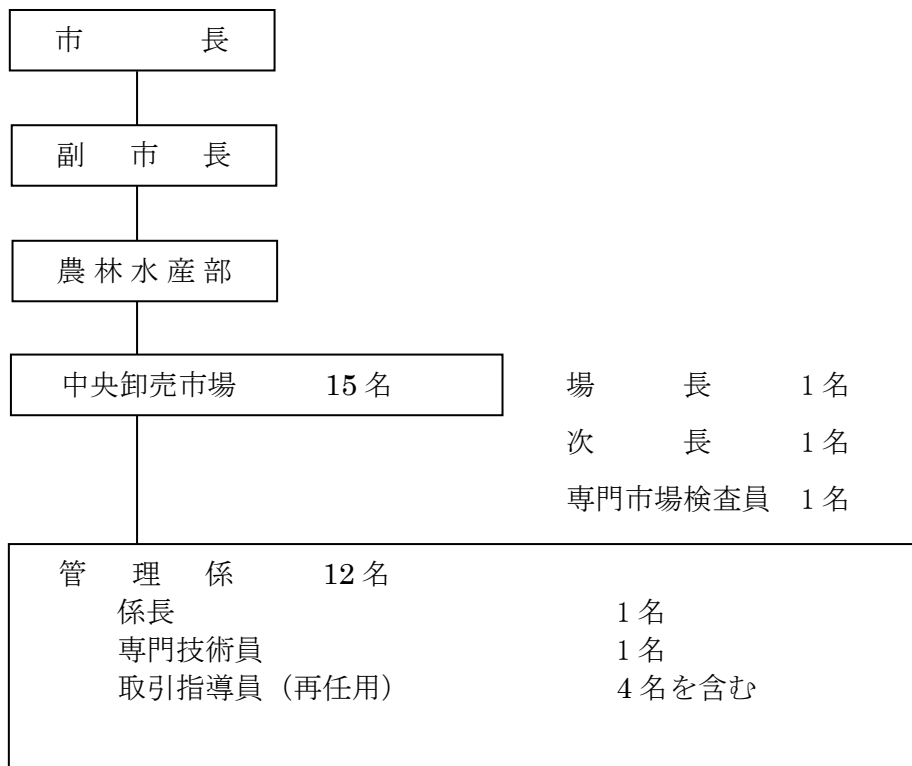 市長
副市長
農林水産部
中央卸売市場 15名
場長 1名
次長 1名
専門市場検査員 1名
管理係 12名
係長 1名
専門技術員 1名
取引指導員（再任用） 4名を含む